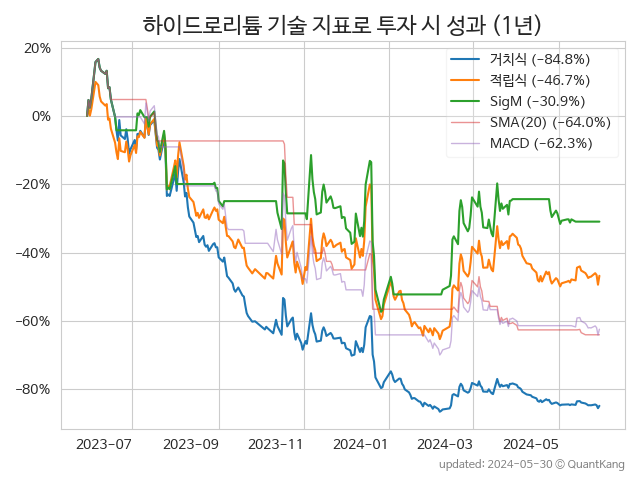 하이드로리튬 기술 지표로 투자 시 성과 (1년)
20%
0%
−20%
−40%
−60%
−80%
거치식 (−84.8%)
적립식 (−46.7%)
SigM (−30.9%)
SMA(20) (−64.0%)
MACD (−62.3%)
2023−07
2023−09
2023−11
2024−01
2024−03
2024−05
updated: 2024−05−30 ⓒ QuantKang